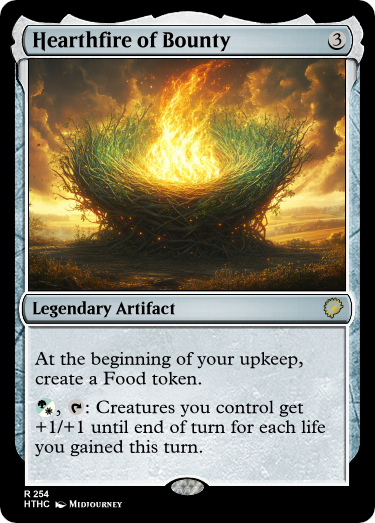 Hearthfire of Bounty 3
Legendary Artifact
At the beginning of your upkeep,
create a Food token.
, : Creatures you control get
+1/+1 until end of turn for each life
you gained this turn.
R 254
HTHC Midjourney